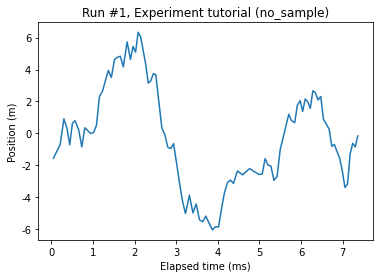 Run #1, Experiment tutorial (no_sample)
Position (m)
6
4
2
0
-2
-4
-6
0 1 2 3 4 5 6 7
Elapsed time (ms)